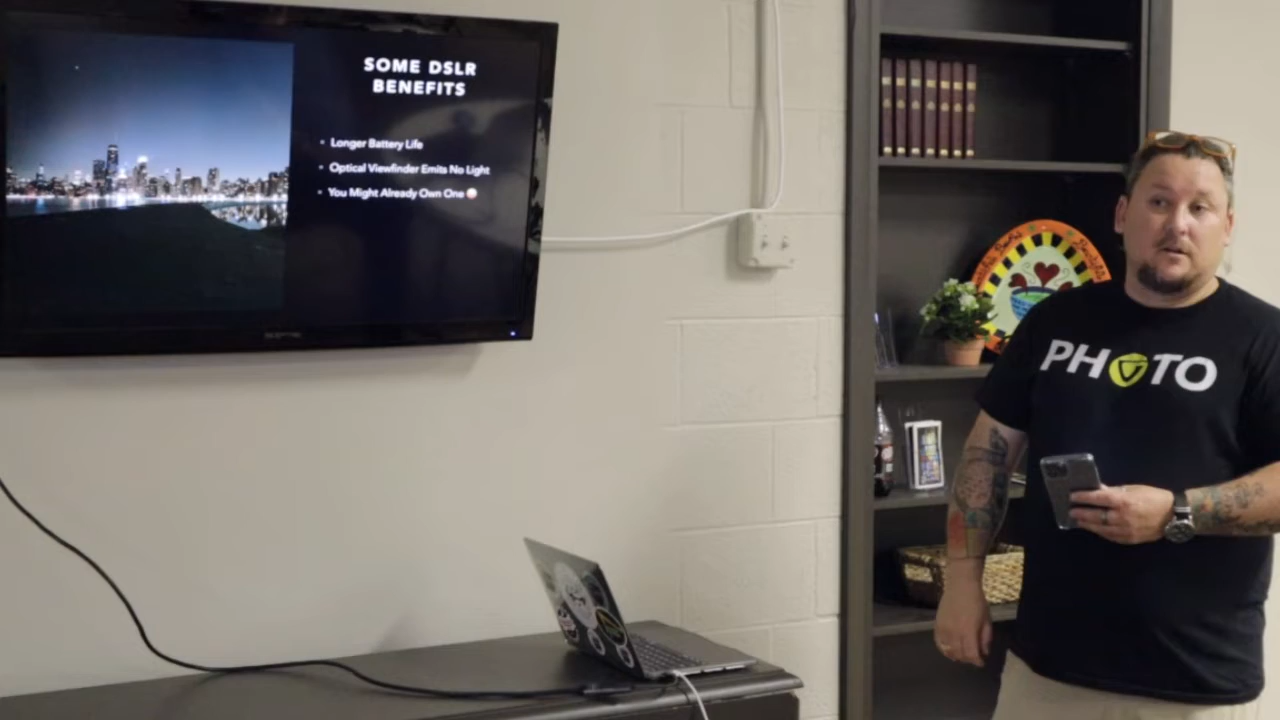 SOME DSLR
BENEFITS
Longer Battery Life
Optical Viewfinder Emits No Light
You Might Already Own One
PHOTO